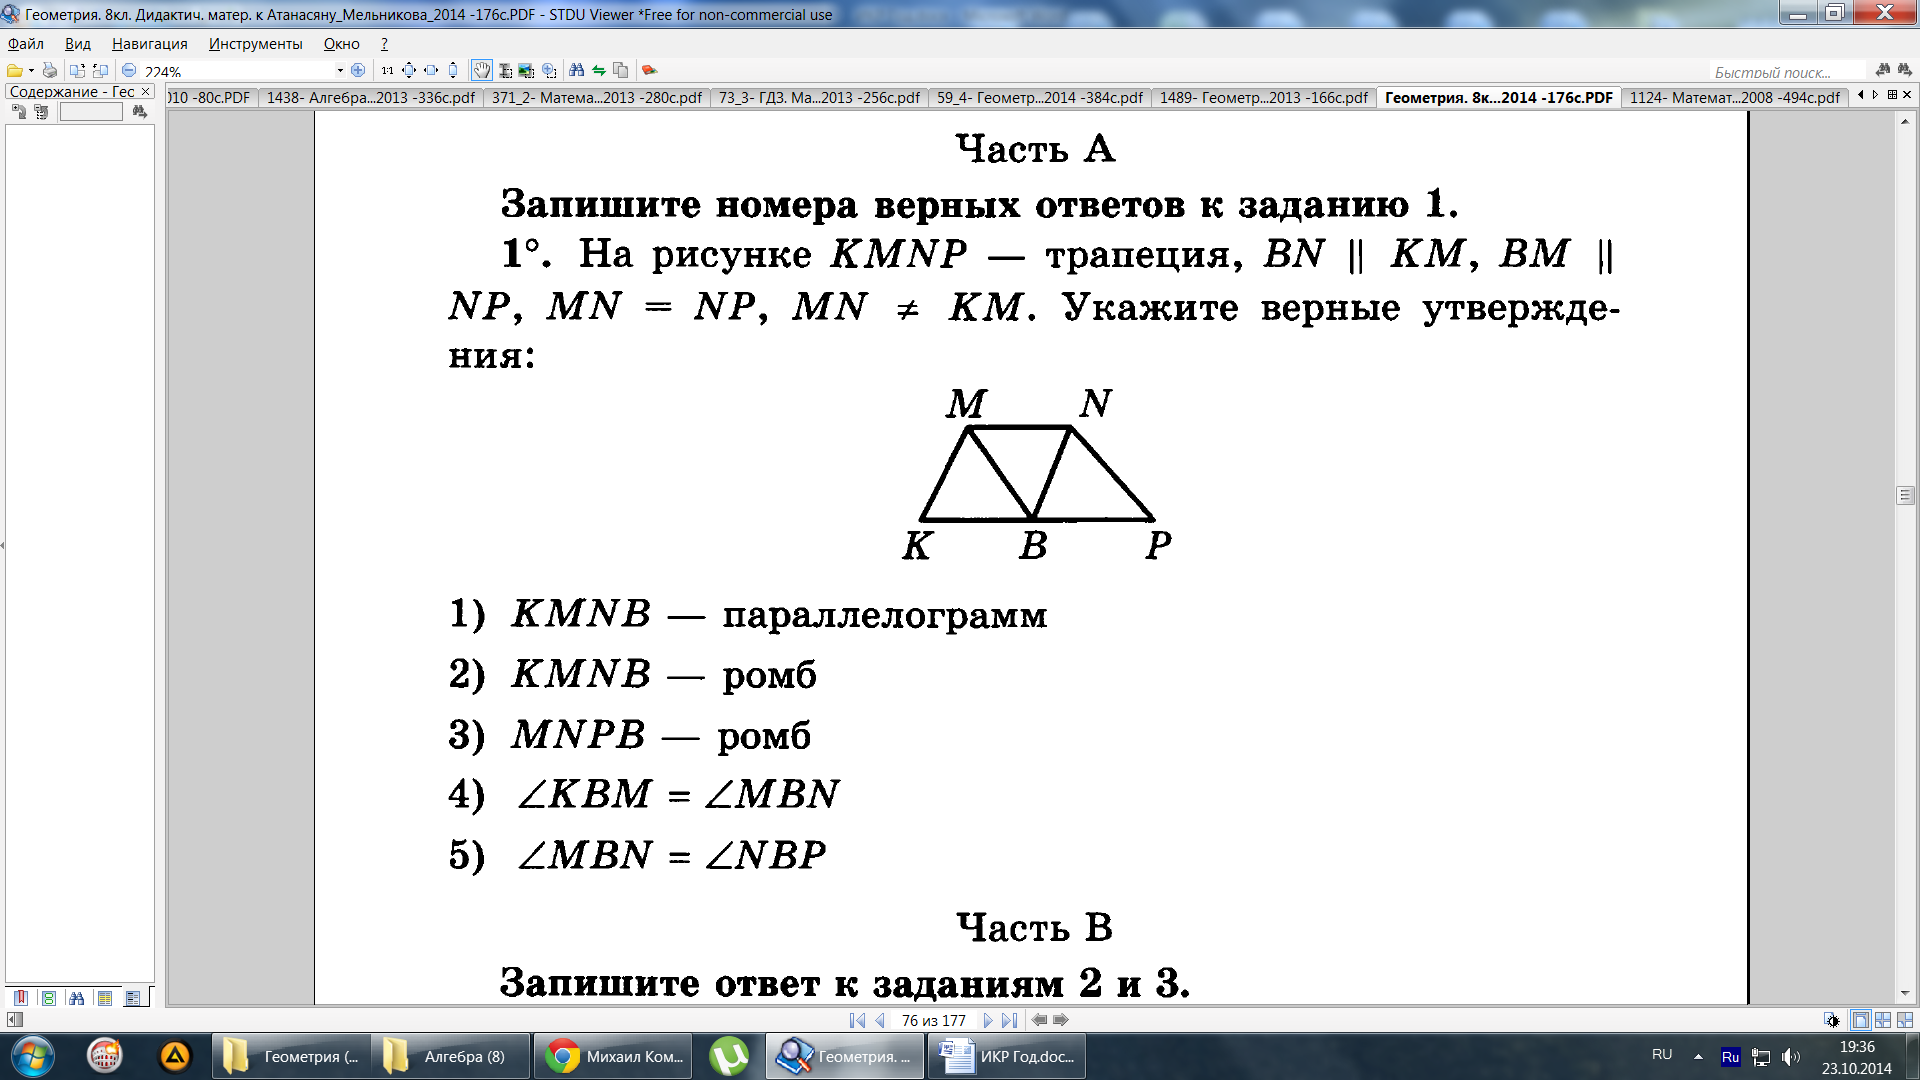 Геометрия. 8кл. Дидактич. матер. к Атанасяну_Мельникова_2014 -176с.PDF - STDU Viewer *Free for non-commercial use
Файл Вид Навигация Инструменты Окно ?
224% 1:1 Быстрый поиск...
Содержание - Гес x
010 -80с.PDF 1438- Алгебра...2013 -336с.pdf 371_2- Матема...2013 -280с.pdf 73_3- ГДЗ. Ма...2013 -256с.pdf 59_4- Геометр...2014 -384с.pdf 1489- Геометр...2013 -166с.pdf Геометрия. 8к...2014 -176с.PDF 1124- Математ...2008 -494с.pdf
Часть А
Запишите номера верных ответов к заданию 1.
1°. На рисунке KMNP — трапеция, BN || KM, BM ||
NP, MN = NP, MN ≠ KM. Укажите верные утвержде-
ния:
M N
K B P
1) KMNB — параллелограмм
2) KMNB — ромб
3) MNPB — ромб
4) ∠KBM = ∠MBN
5) ∠MBN = ∠NBP
Часть В
Запишите ответ к заданиям 2 и 3.
76 из 177
Геометрия (... Алгебра (8) Михаил Ком... Геометрия. ... ИКР Год.doc... RU Ru 19:36
23.10.2014